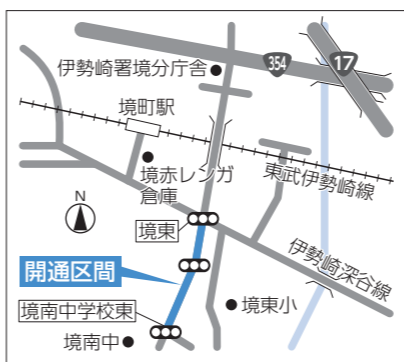 伊勢崎署境分庁舎
354
17
境町駅
境赤レンガ
倉庫
東武伊勢崎線
N
境東
伊勢崎深谷線
開通区間
境東小
境南中学校東
境南中